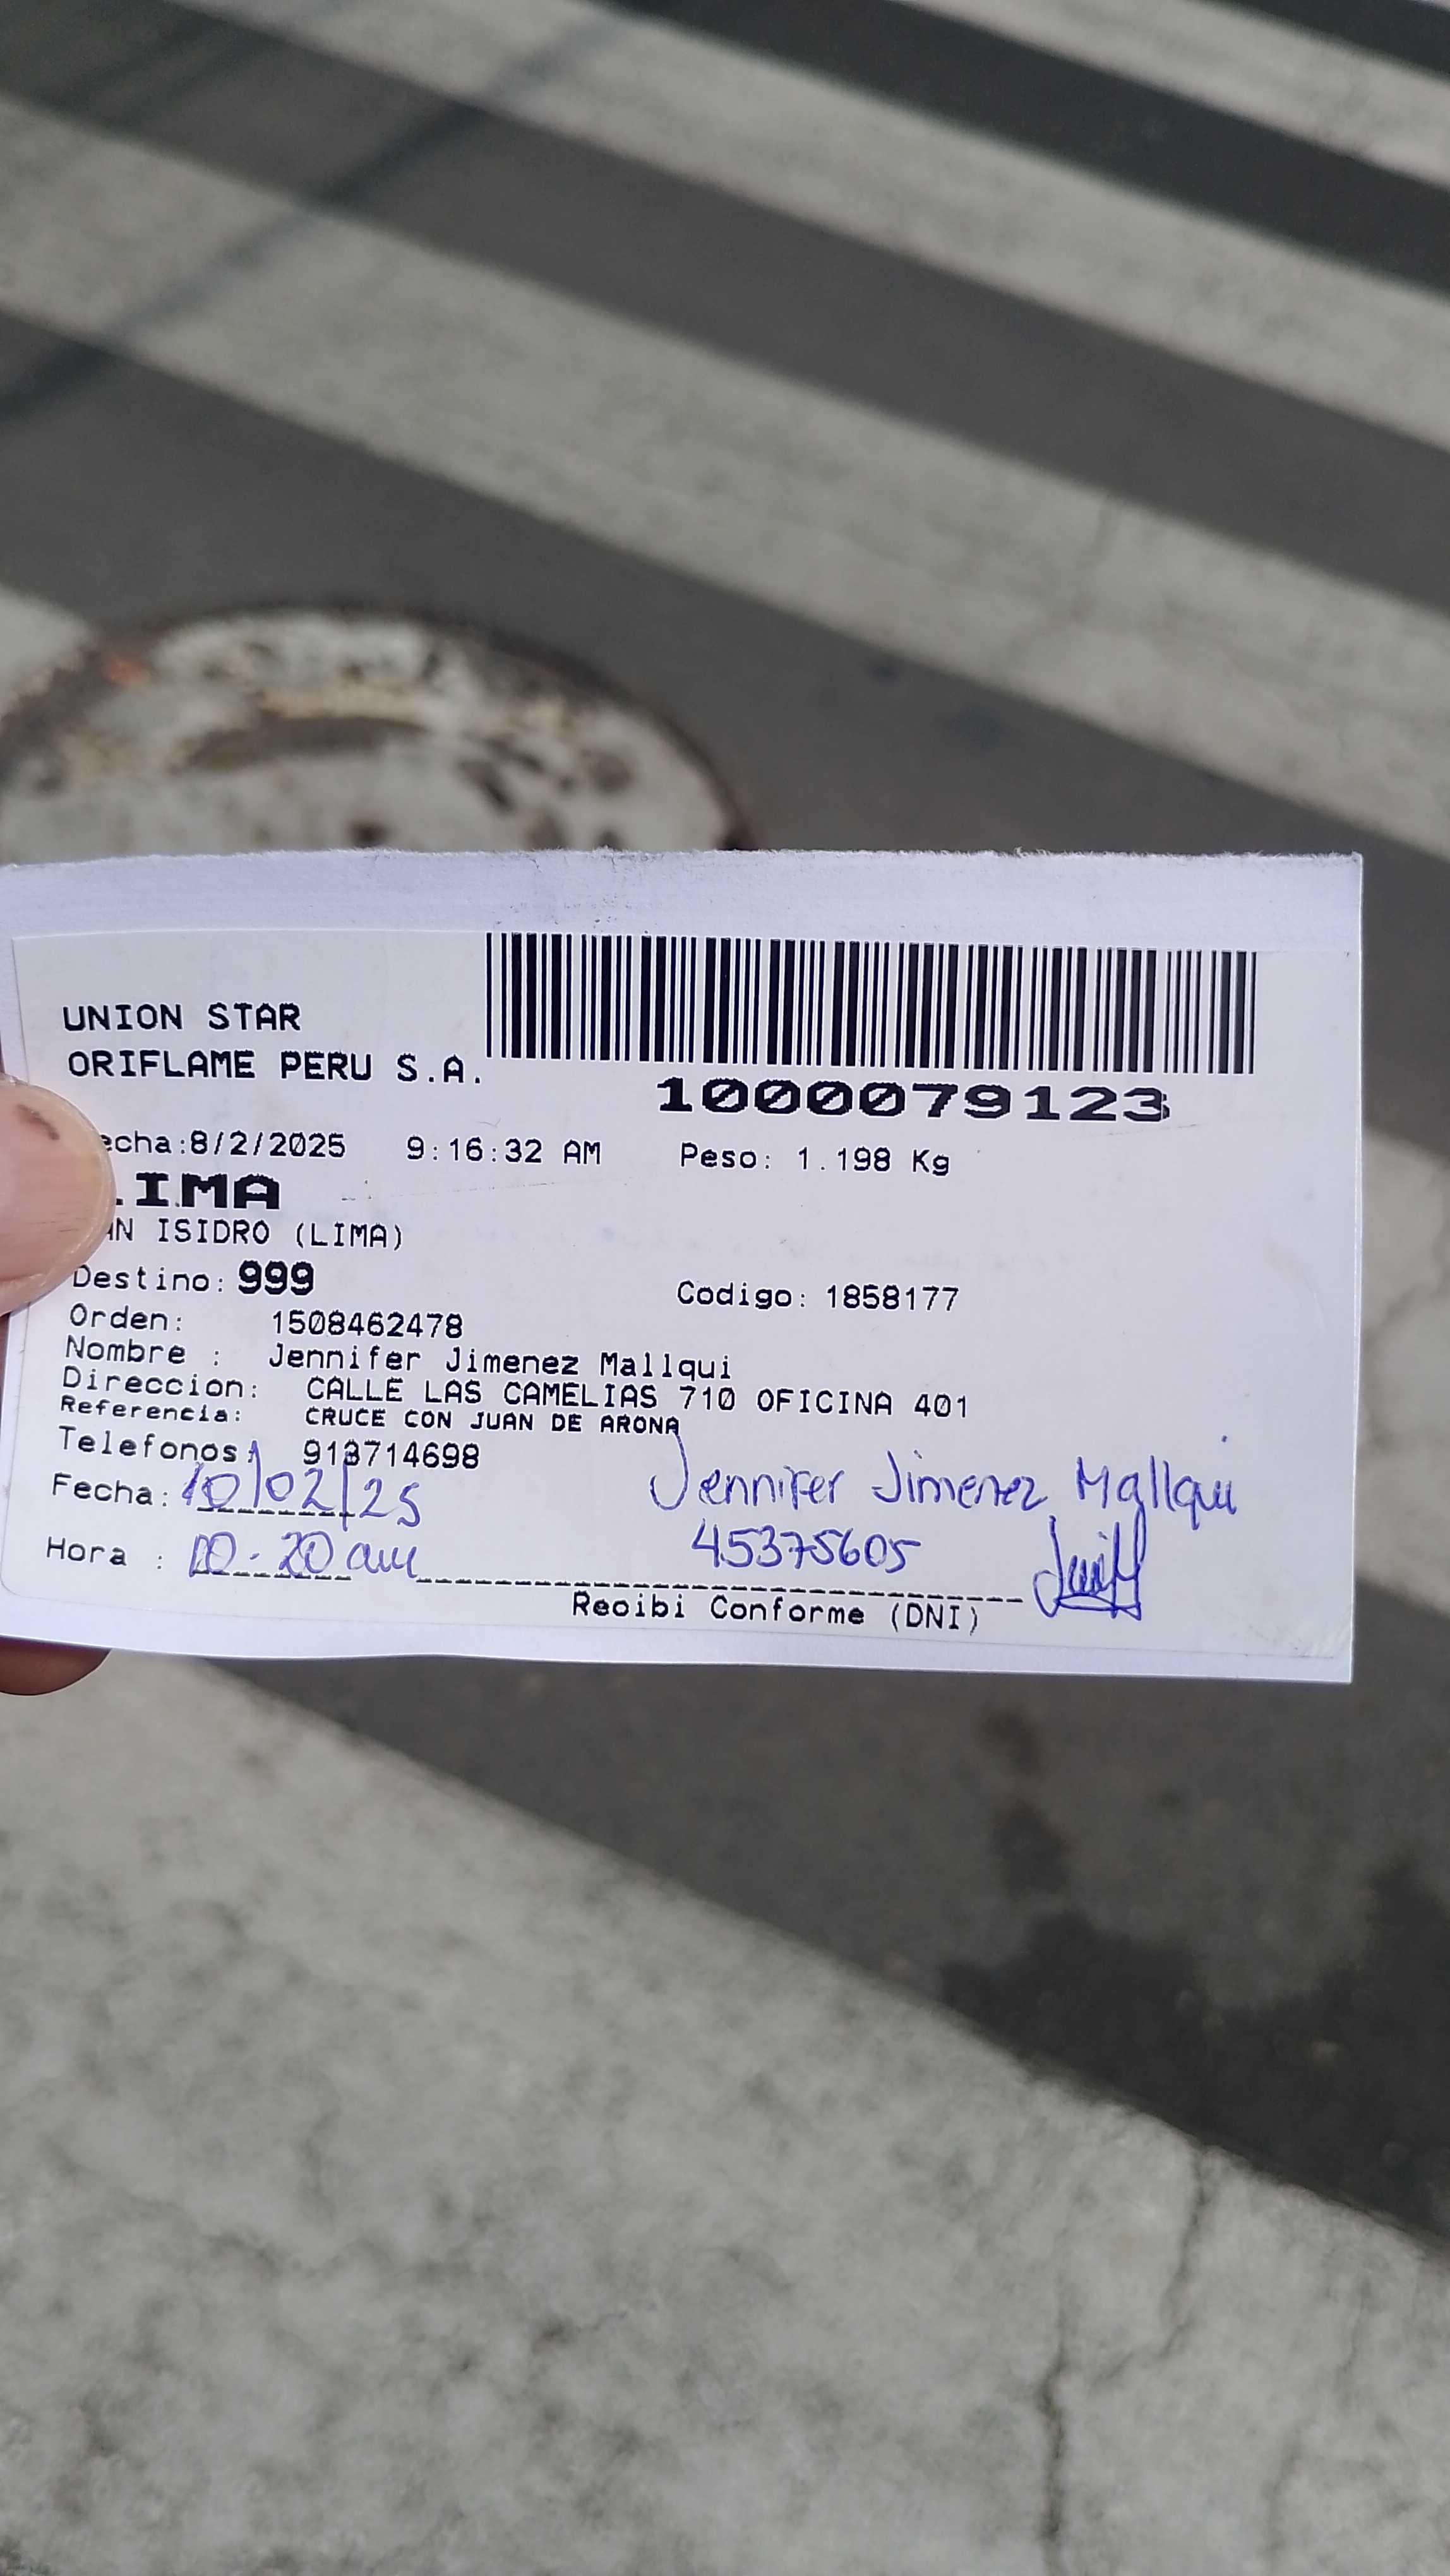 UNION STAR
ORIFLAME PERU S.A.
1000079123
echa:8/2/2025 9:16:32 AM Peso: 1.198 Kg
IMA
AN ISIDRO (LIMA)
Destino: 999 Codigo: 1858177
Orden: 1508462478
Nombre : Jennifer Jimenez Mallqui
Direccion: CALLE LAS CAMELIAS 710 OFICINA 401
Referencia: CRUCE CON JUAN DE ARONA
Telefonos: 913714698
Fecha: 10/02/25 Jennifer Jimenez Mallqui
Hora : 10-20 am 45375605
Recibi Conforme (DNI)